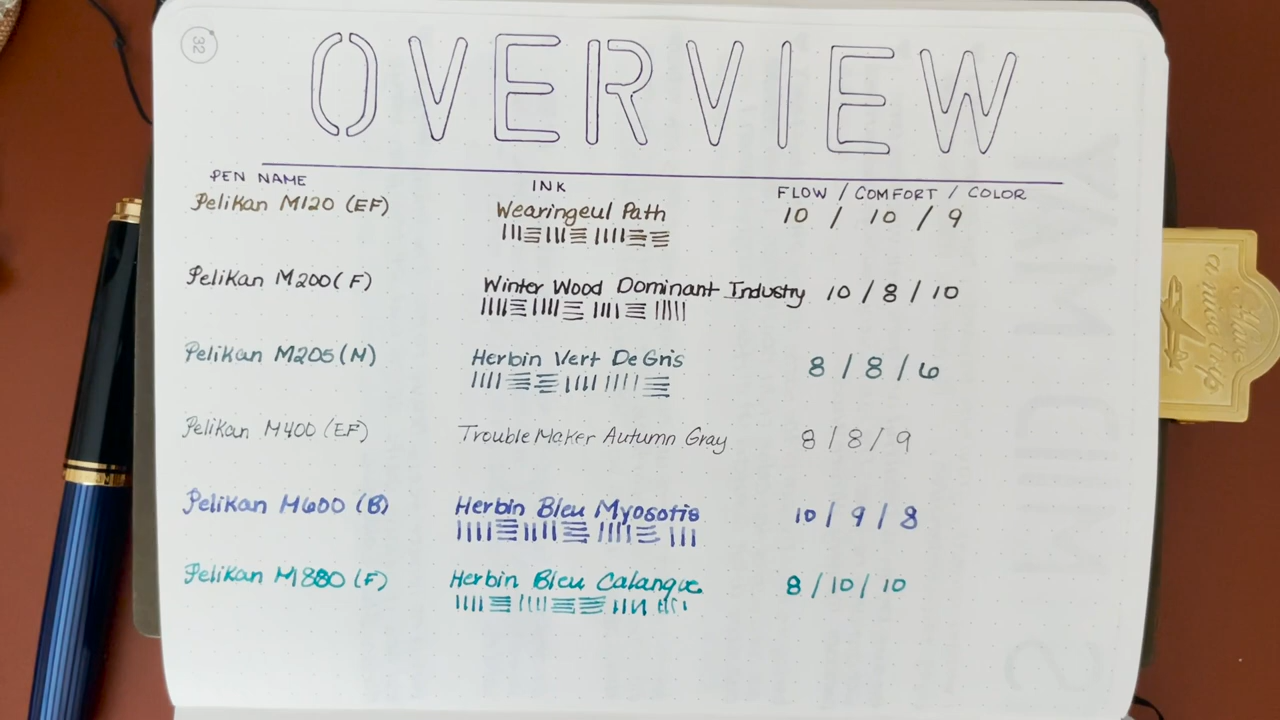 32
OVERVIEW
PEN NAME INK FLOW / COMFORT / COLOR
Pelikan M120 (EF) Wearingeul Path 10 / 10 / 9
Pelikan M200 (F) Winter Wood Dominant Industry 10 / 8 / 10
Pelikan M205 (M) Herbin Vert De Gris 8 / 8 / 6
Pelikan M400 (EF) TroubleMaker Autumn Gray 8 / 8 / 9
Pelikan M600 (B) Herbin Bleu Myosotis 10 / 9 / 8
Pelikan M880 (F) Herbin Bleu Calanque 8 / 10 / 10